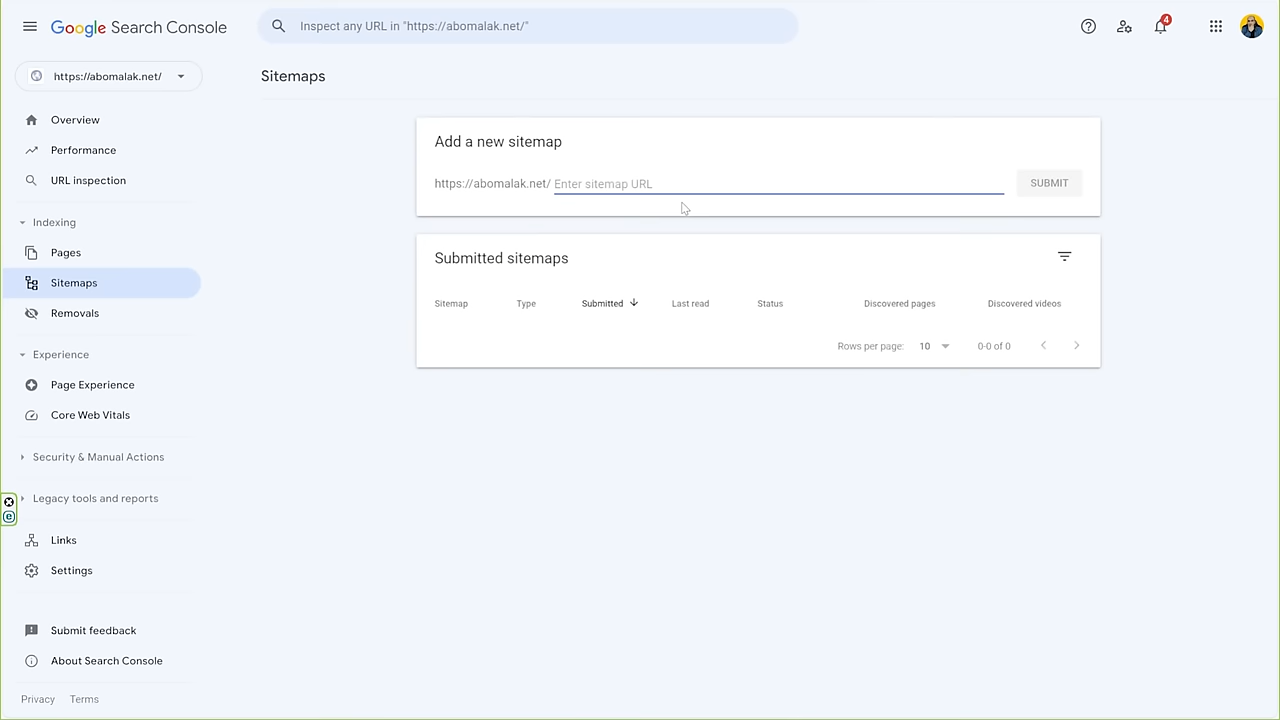 Google Search Console
Inspect any URL in "https://abomalak.net/"
4
https://abomalak.net/
Sitemaps
Overview
Performance
URL inspection
Indexing
Pages
Sitemaps
Removals
Experience
Page Experience
Core Web Vitals
Security & Manual Actions
Legacy tools and reports
Links
Settings
Submit feedback
About Search Console
Privacy Terms
Add a new sitemap
https://abomalak.net/ Enter sitemap URL
SUBMIT
Submitted sitemaps
Sitemap Type Submitted Last read Status Discovered pages Discovered videos
Rows per page: 10 0-0 of 0